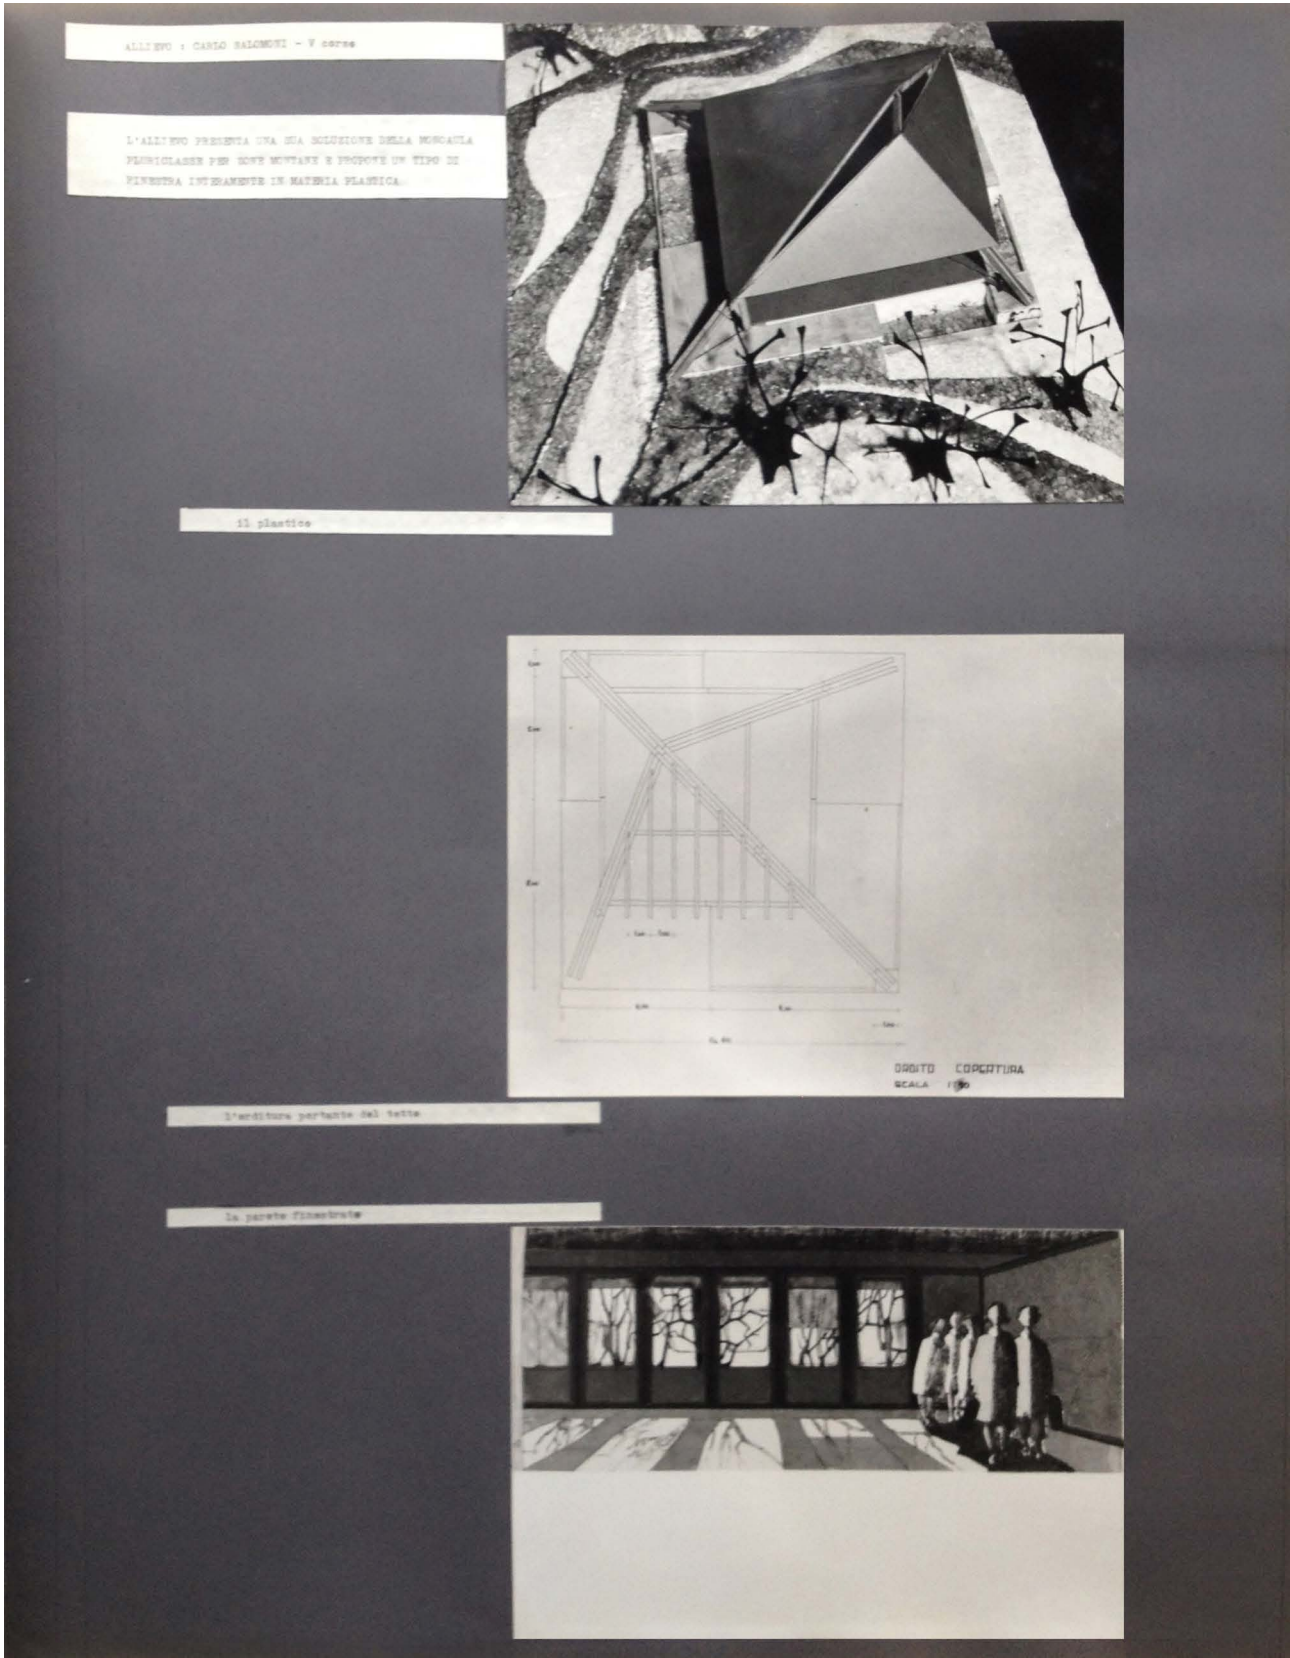 ALLIEVO : CARLO SALOMONI - V corso
L'ALLIEVO PRESENTA UNA SUA SOLUZIONE DELLA MONOAULA
PLURICLASSE PER ZONE MONTANE E PROPONE UN TIPO DI
FINESTRA INTERAMENTE IN MATERIA PLASTICA
il plastico
ORDITO COPERTURA
SCALA
l'orditura portante del tetto
la parete finestrata